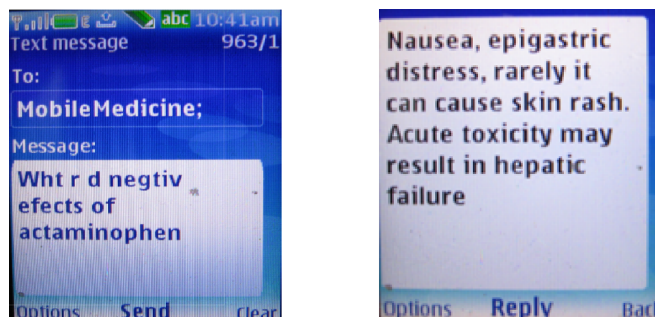 abc 10:41am
Text message 963/1
To:
MobileMedicine;
Message:
Wht r d negtiv
efects of
actaminophen
Options Send Clear
Nausea, epigastric
distress, rarely it
can cause skin rash.
Acute toxicity may
result in hepatic
failure
Options Reply Back